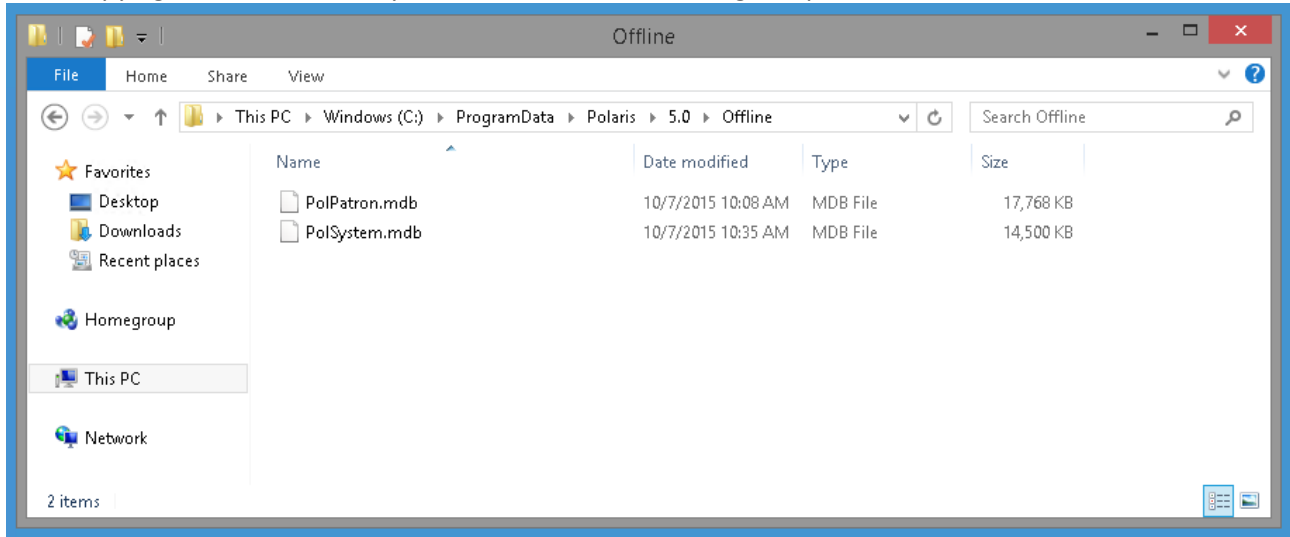 Offline
File Home Share View
This PC Windows (C:) ProgramData Polaris 5.0 Offline Search Offline
Name Date modified Type Size
Favorites
Desktop PolPatron.mdb 10/7/2015 10:08 AM MDB File 17,768 KB
Downloads PolSystem.mdb 10/7/2015 10:35 AM MDB File 14,500 KB
Recent places
Homegroup
This PC
Network
2 items